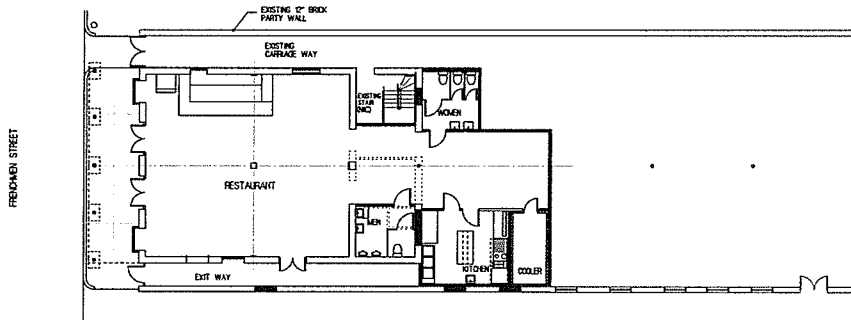 EXISTING 12" BRICK
PARTY WALL
EXISTING
CARRIAGE WAY
EXISTING
STAIR
(NIC)
WOMEN
FRENCHMEN STREET
RESTAURANT
MEN
KITCHEN
COOLER
EXIT WAY